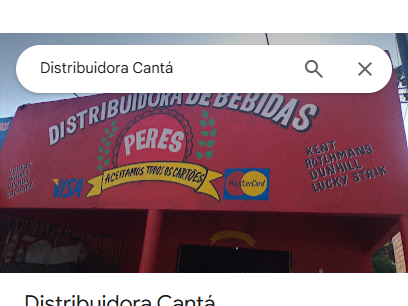 Distribuidora Cantá
DISTRIBUIDORA DE BEBIDAS
PERES
ACEITAMOS TODOS OS CARTÕES
VISA
MasterCard
KENT
ROTHMANS
DUNHILL
LUCKY STRIK
Distribuidora Cantá